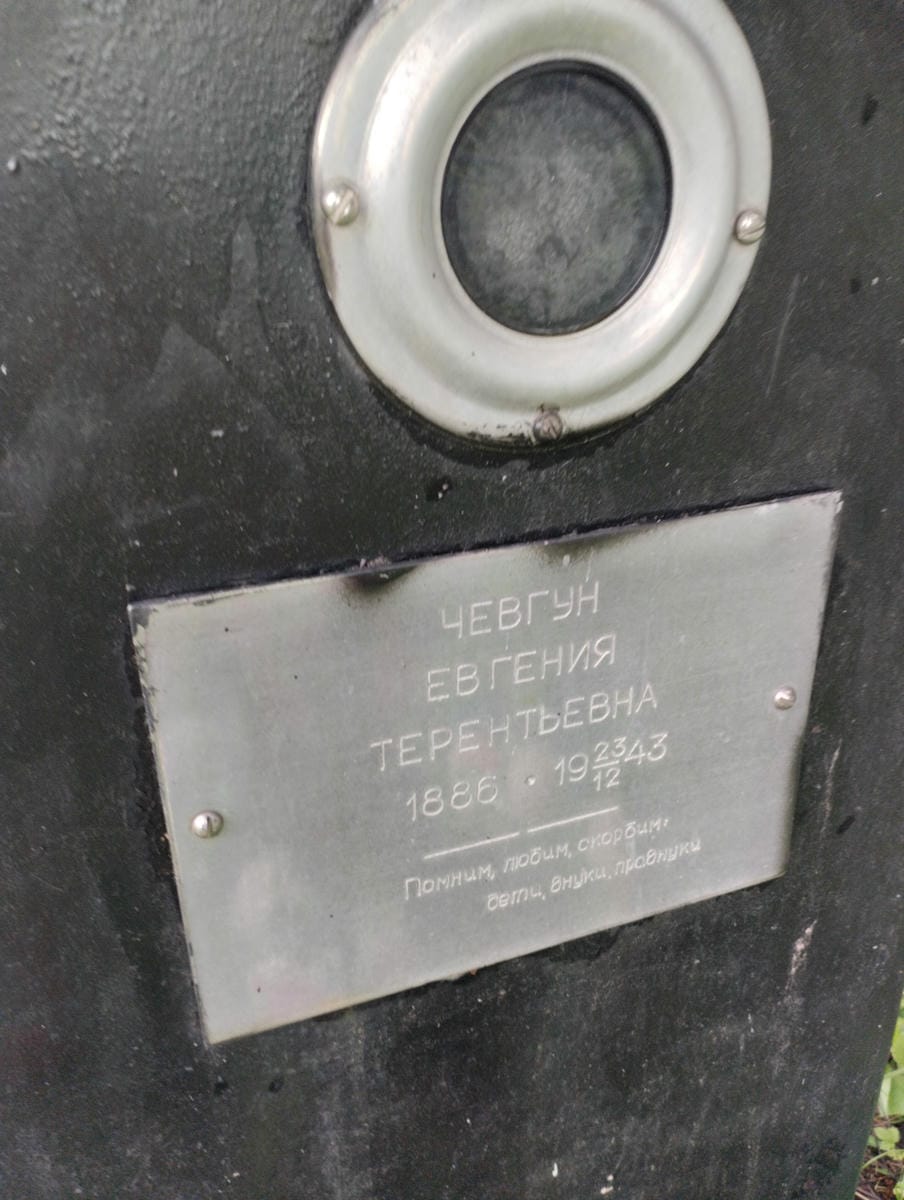 ЧЕВГУН
ЕВГЕНИЯ
ТЕРЕНТЬЕВНА
1886 · 19 23/12 43
Помним, любим, скорбим:
дети, внуки, правнуки